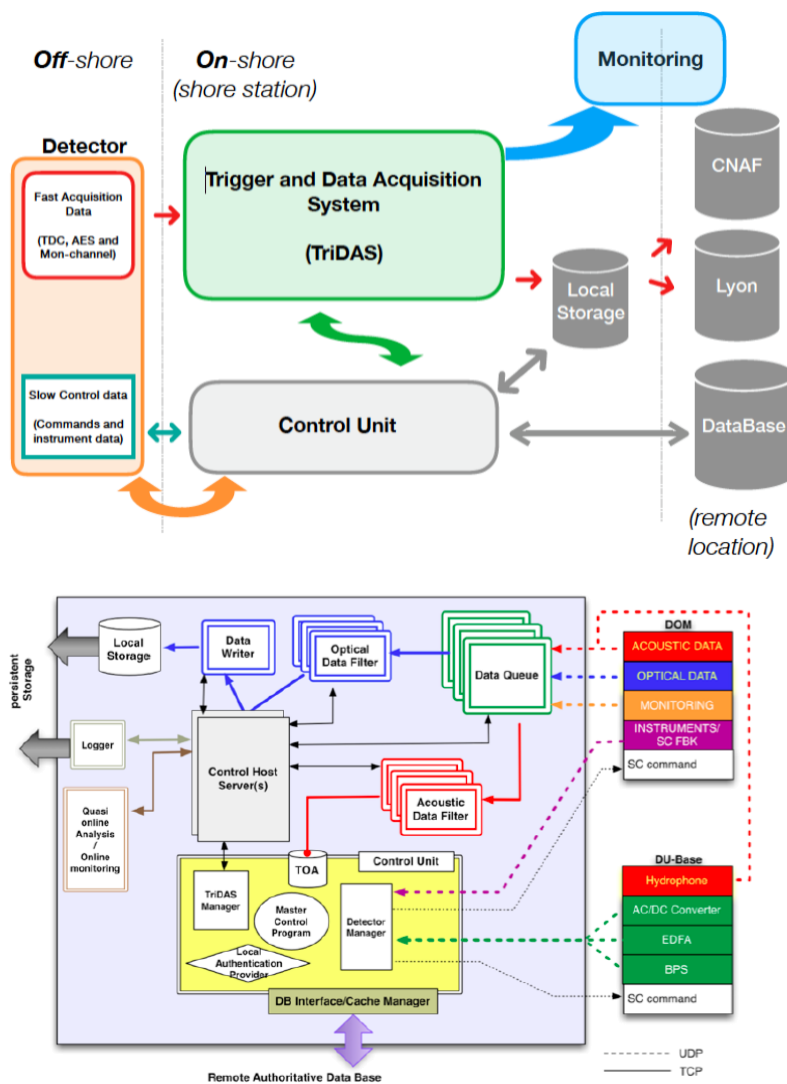 Off-shore
On-shore
(shore station)
Monitoring
Detector
Fast Acquisition
Data
(TDC, AES and
Mon-channel)
Trigger and Data Acquisition
System
(TriDAS)
CNAF
Local
Storage
Lyon
Slow Control data
(Commands and
instrument data)
Control Unit
DataBase
(remote
location)
persistent
Storage
Local
Storage
Data
Writer
Optical
Data Filter
Data Queue
DOM
ACOUSTIC DATA
OPTICAL DATA
MONITORING
INSTRUMENTS/
SC FBK
SC command
Logger
Control Host
Server(s)
Acoustic
Data Filter
Quasi
online
Analysis
/
Online
monitoring
TOA
Control Unit
TriDAS
Manager
Master
Control
Program
Detector
Manager
Local
Authentication
Provider
DB Interface/Cache Manager
DU-Base
Hydrophone
AC/DC Converter
EDFA
BPS
SC command
UDP
TCP
Remote Authoritative Data Base